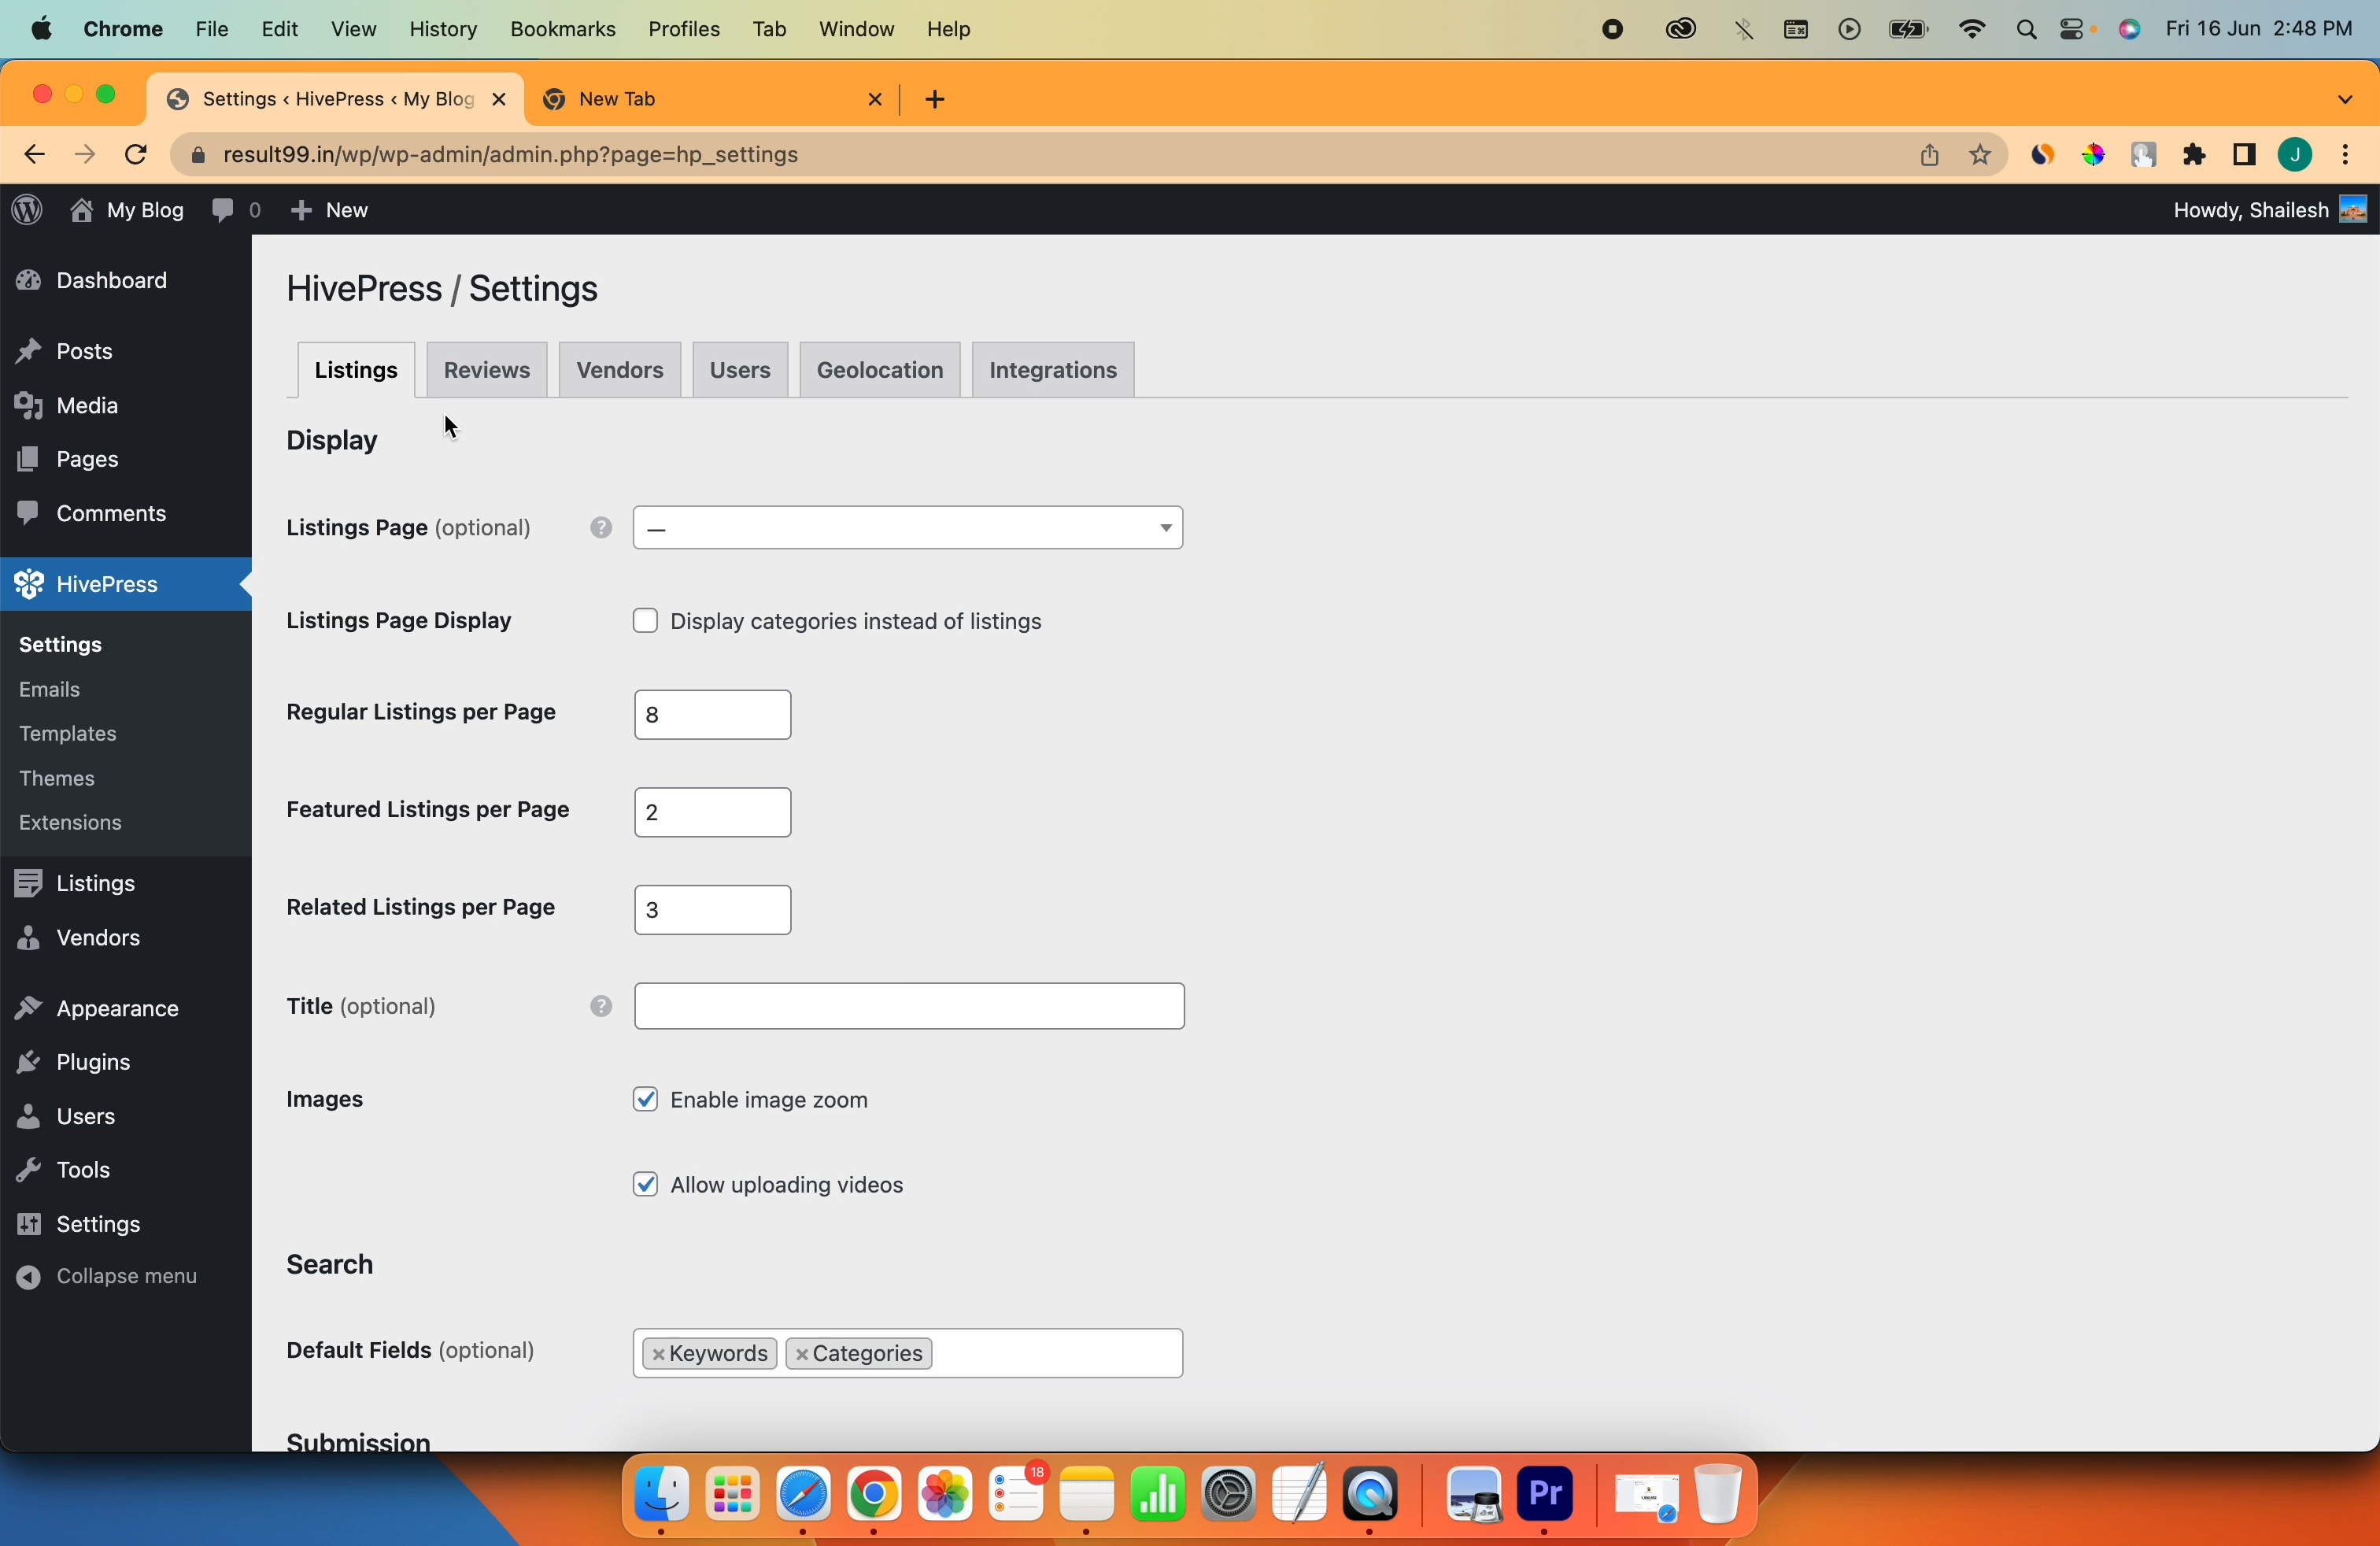 Chrome File Edit View History Bookmarks Profiles Tab Window Help Fri 16 Jun 2:48 PM
Settings ‹ HivePress ‹ My Blog New Tab
result99.in/wp/wp-admin/admin.php?page=hp_settings J
My Blog 0 New Howdy, Shailesh
Dashboard
Posts
Media
Pages
Comments
HivePress
Settings
Emails
Templates
Themes
Extensions
Listings
Vendors
Appearance
Plugins
Users
Tools
Settings
Collapse menu
HivePress / Settings
Listings Reviews Vendors Users Geolocation Integrations
Display
Listings Page (optional) ? —
Listings Page Display Display categories instead of listings
Regular Listings per Page 8
Featured Listings per Page 2
Related Listings per Page 3
Title (optional) ?
Images Enable image zoom
Allow uploading videos
Search
Default Fields (optional) × Keywords × Categories
Submission
18
Pr